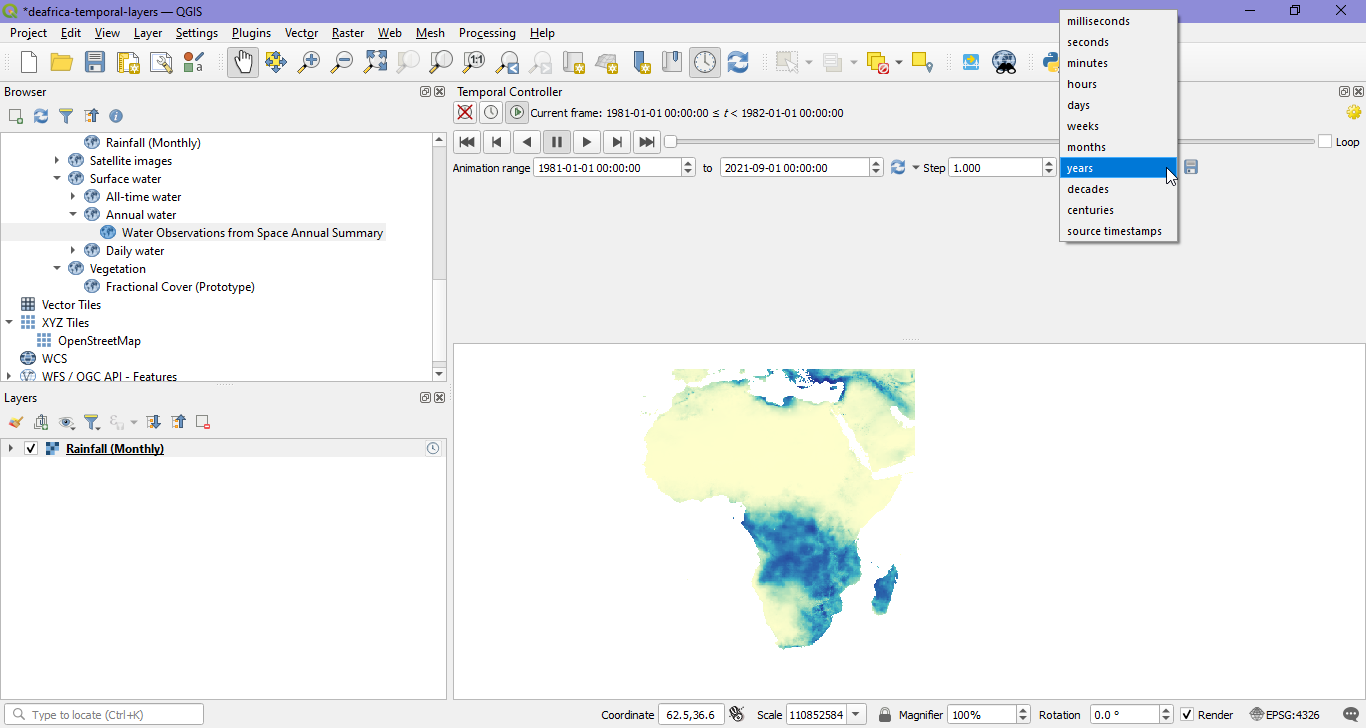 *deafrica-temporal-layers — QGIS
Project Edit View Layer Settings Plugins Vector Raster Web Mesh Processing Help
milliseconds
seconds
minutes
hours
days
weeks
months
years
decades
centuries
source timestamps
Browser
Rainfall (Monthly)
Satellite images
Surface water
All-time water
Annual water
Water Observations from Space Annual Summary
Daily water
Vegetation
Fractional Cover (Prototype)
Vector Tiles
XYZ Tiles
OpenStreetMap
WCS
WFS / OGC API - Features
Layers
Rainfall (Monthly)
Temporal Controller
Current frame: 1981-01-01 00:00:00 ≤ t < 1982-01-01 00:00:00
Loop
Animation range 1981-01-01 00:00:00 to 2021-09-01 00:00:00 Step 1.000
Type to locate (Ctrl+K) Coordinate 62.5,36.6 Scale 110852584 Magnifier 100% Rotation 0.0 ° Render EPSG:4326